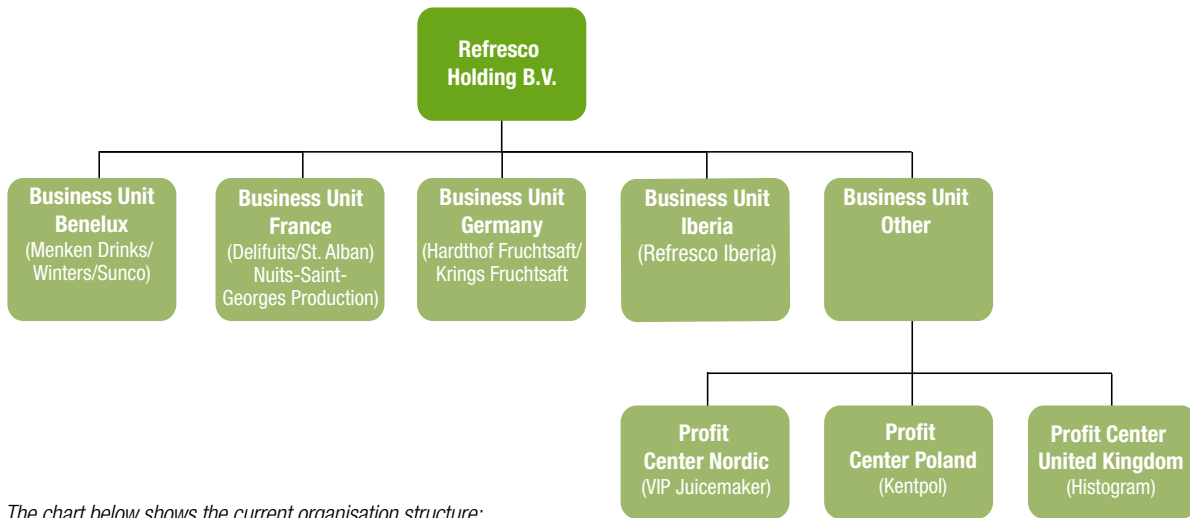 Refresco
Holding B.V.
Business Unit
Benelux
(Menken Drinks/
Winters/Sunco)
Business Unit
France
(Delifuits/St. Alban)
Nuits-Saint-
Georges Production)
Business Unit
Germany
(Hardthof Fruchtsaft/
Krings Fruchtsaft
Business Unit
Iberia
(Refresco Iberia)
Business Unit
Other
Profit
Center Nordic
(VIP Juicemaker)
Profit
Center Poland
(Kentpol)
Profit Center
United Kingdom
(Histogram)
The chart below shows the current organisation structure: